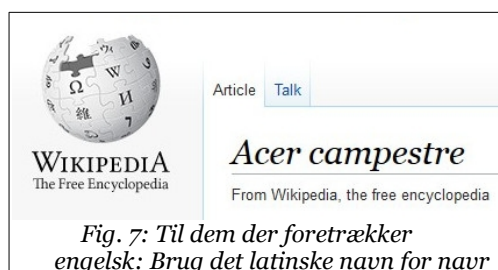 Article Talk
WIKIPEDIA
The Free Encyclopedia
Acer campestre
From Wikipedia, the free encyclopedia
Fig. 7: Til dem der foretrækker
engelsk: Brug det latinske navn for navr